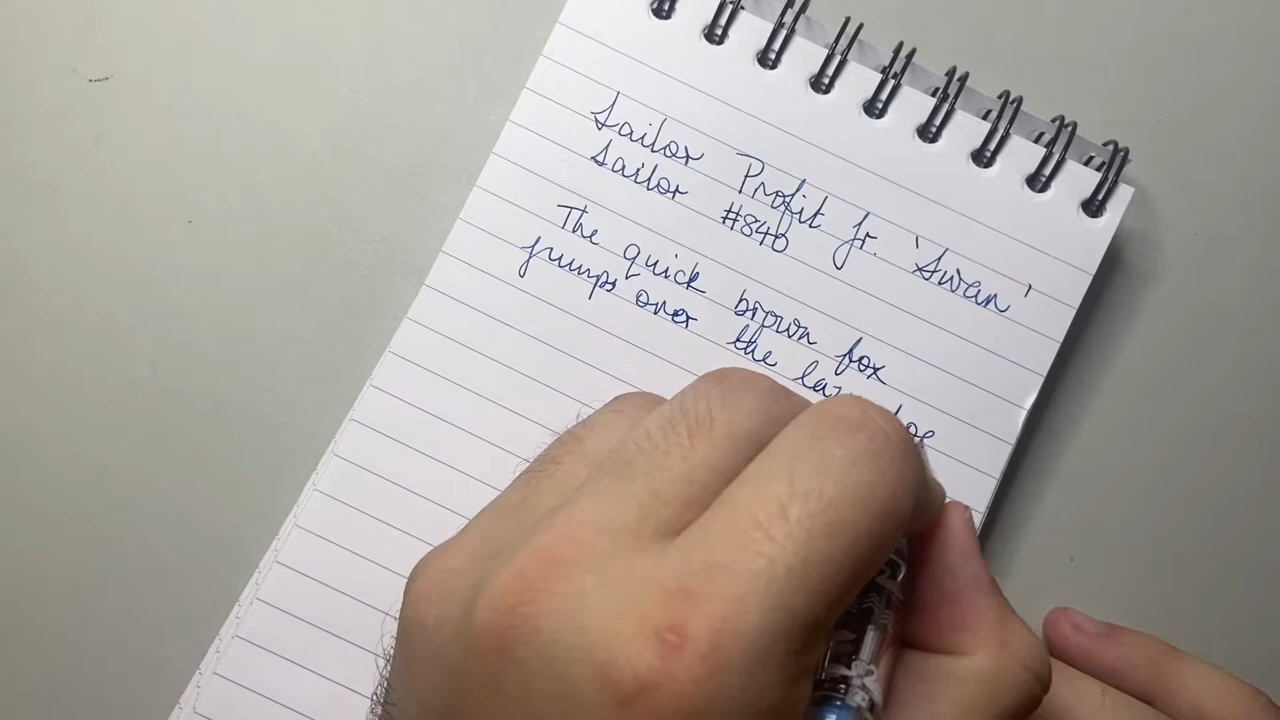 Sailor Profit Jr. 'Swan'
Sailor #840
The quick brown fox
jumps over the